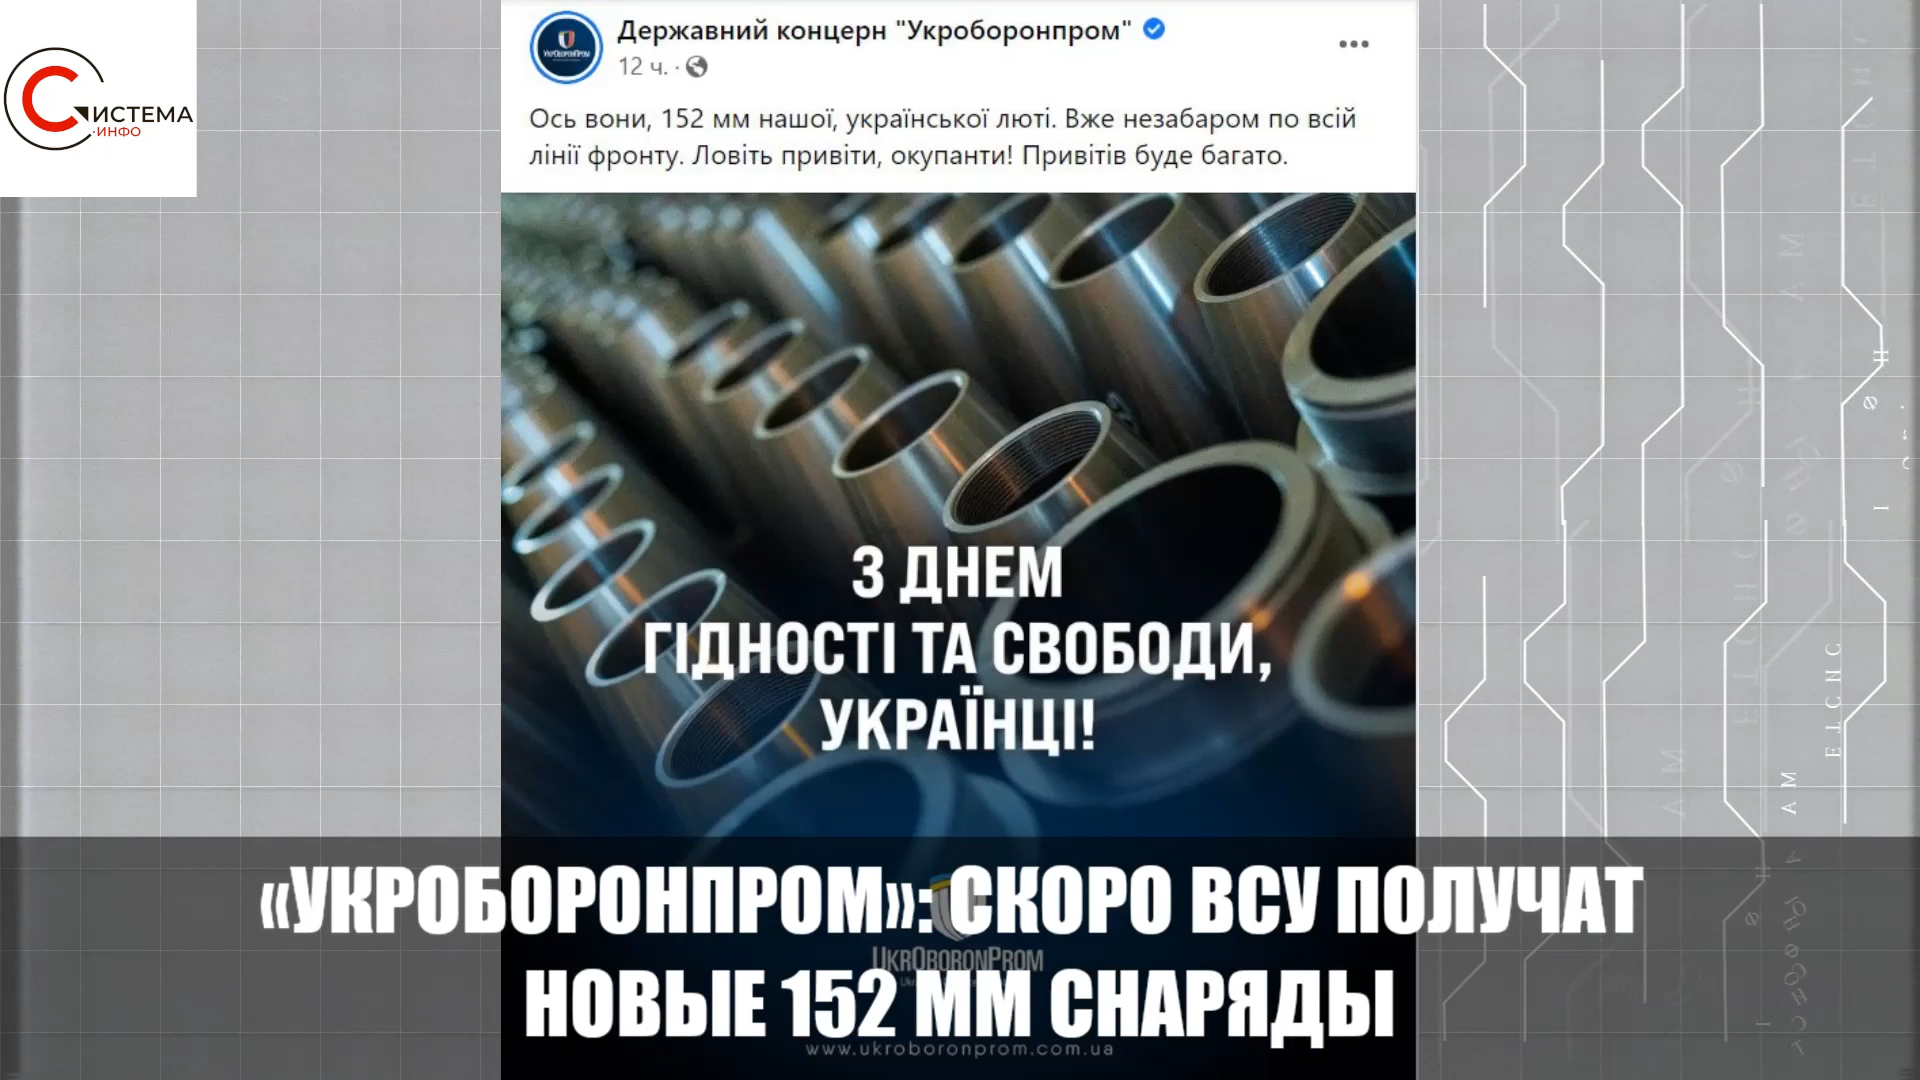 СИСТЕМА
·ИНФО
Державний концерн "Укроборонпром"
12 ч. ·
Ось вони, 152 мм нашої, української люті. Вже незабаром по всій
лінії фронту. Ловіть привіти, окупанти! Привітів буде багато.
З ДНЕМ
ГІДНОСТІ ТА СВОБОДИ,
УКРАЇНЦІ!
«УКРОБОРОНПРОМ»: СКОРО ВСУ ПОЛУЧАТ
UKROBORONPROM
НОВЫЕ 152 ММ СНАРЯДЫ
www.ukroboronprom.com.ua